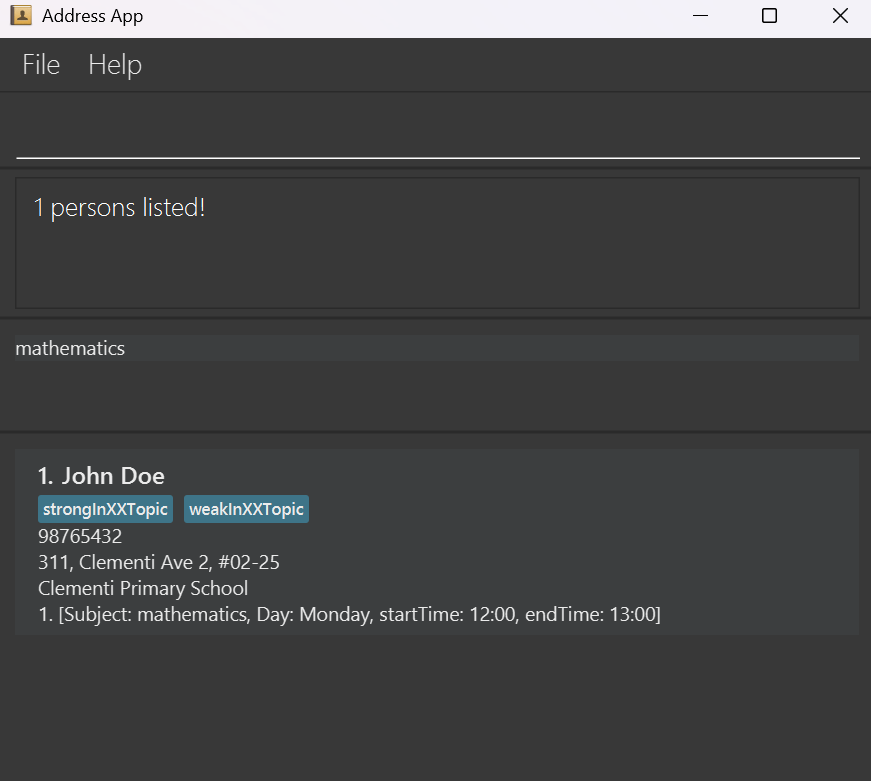 Address App
File Help
1 persons listed!
mathematics
1. John Doe
strongInXXTopic weakInXXTopic
98765432
311, Clementi Ave 2, #02-25
Clementi Primary School
1. [Subject: mathematics, Day: Monday, startTime: 12:00, endTime: 13:00]